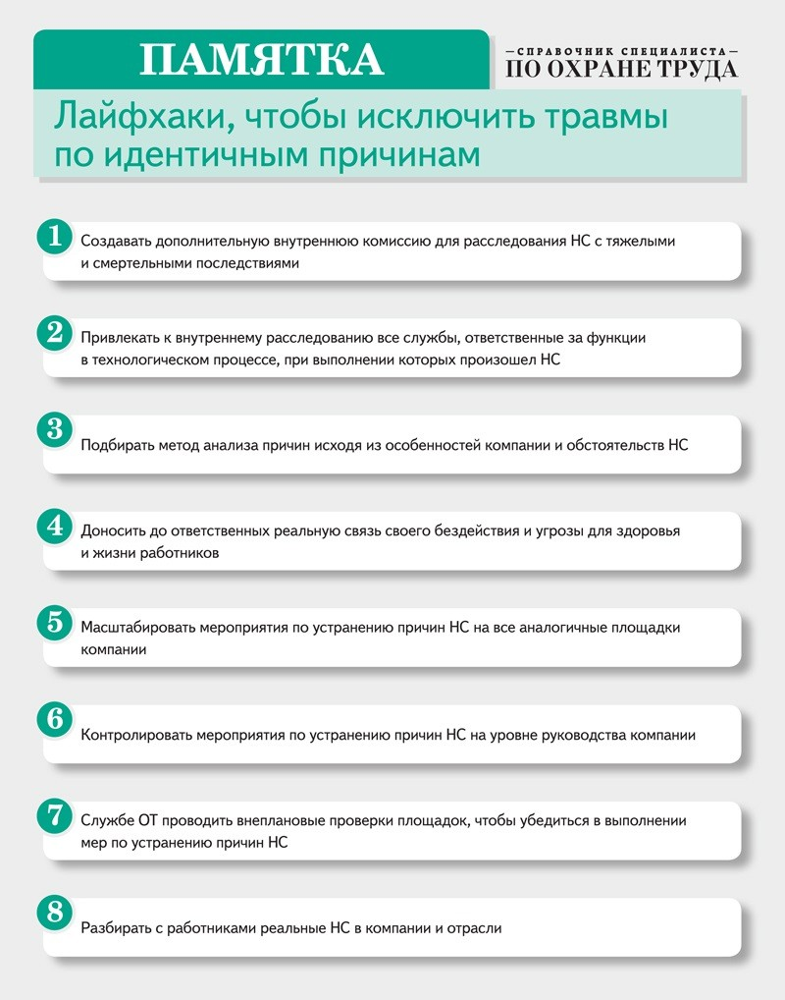 ПАМЯТКА
СПРАВОЧНИК СПЕЦИАЛИСТА
ПО ОХРАНЕ ТРУДА
Лайфхаки, чтобы исключить травмы
по идентичным причинам
1
Создавать дополнительную внутреннюю комиссию для расследования НС с тяжелыми
и смертельными последствиями
2
Привлекать к внутреннему расследованию все службы, ответственные за функции
в технологическом процессе, при выполнении которых произошел НС
3
Подбирать метод анализа причин исходя из особенностей компании и обстоятельств НС
4
Доносить до ответственных реальную связь своего бездействия и угрозы для здоровья
и жизни работников
5
Масштабировать мероприятия по устранению причин НС на все аналогичные площадки
компании
6
Контролировать мероприятия по устранению причин НС на уровне руководства компании
7
Службе ОТ проводить внеплановые проверки площадок, чтобы убедиться в выполнении
мер по устранению причин НС
8
Разбирать с работниками реальные НС в компании и отрасли